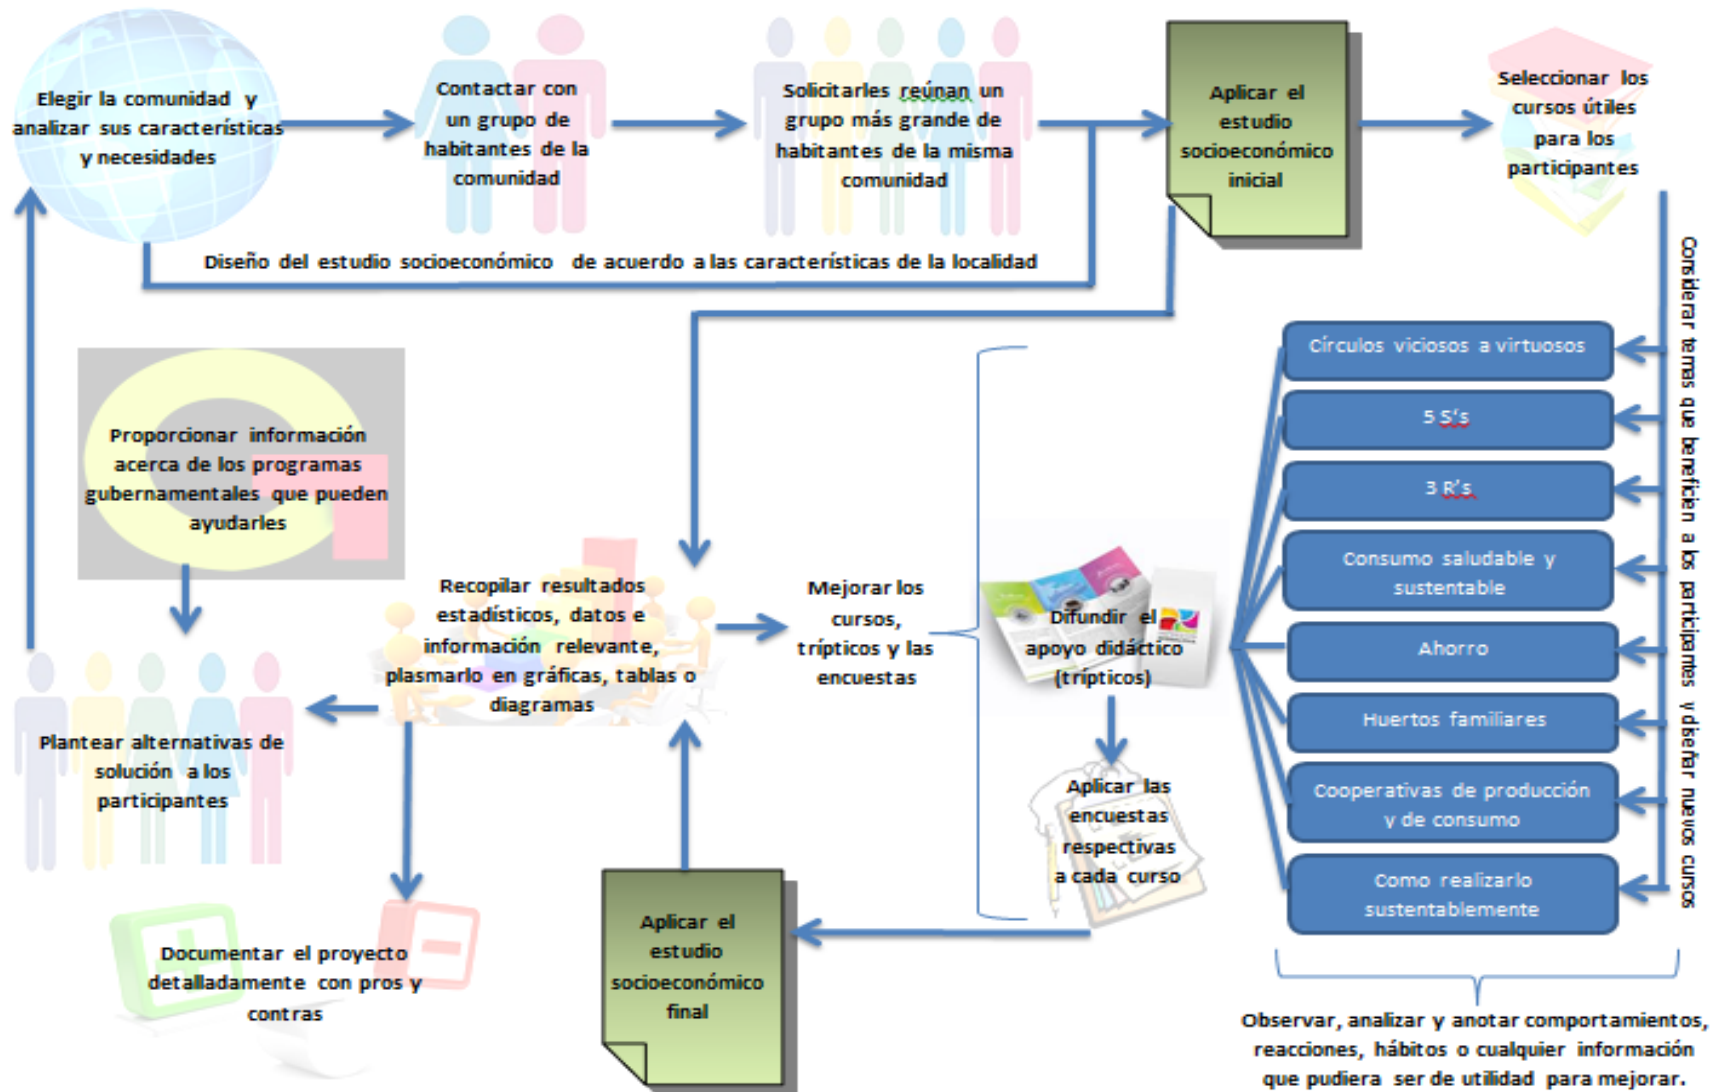 Elegir la comunidad y
analizar sus características
y necesidades
Contactar con
un grupo de
habitantes de la
comunidad
Solicitarles reúnan un
grupo más grande de
habitantes de la misma
comunidad
Aplicar el
estudio
socioeconómico
inicial
Seleccionar los
cursos útiles
para los
participantes
Diseño del estudio socioeconómico de acuerdo a las características de la localidad
Considerar temas que beneficien a los participantes y diseñar nuevos cursos
Círculos viciosos a virtuosos
5 S's
3 R's
Consumo saludable y
sustentable
Ahorro
Huertos familiares
Cooperativas de producción
y de consumo
Como realizarlo
sustentablemente
Observar, analizar y anotar comportamientos,
reacciones, hábitos o cualquier información
que pudiera ser de utilidad para mejorar.
Difundir el
apoyo didáctico
(trípticos)
Aplicar las
encuestas
respectivas
a cada curso
Mejorar los
cursos,
trípticos y las
encuestas
Aplicar el
estudio
socioeconómico
final
Recopilar resultados
estadísticos, datos e
información relevante,
plasmarlo en gráficas, tablas o
diagramas
Proporcionar información
acerca de los programas
gubernamentales que pueden
ayudarles
Plantear alternativas de
solución a los
participantes
Documentar el proyecto
detalladamente con pros y
contras